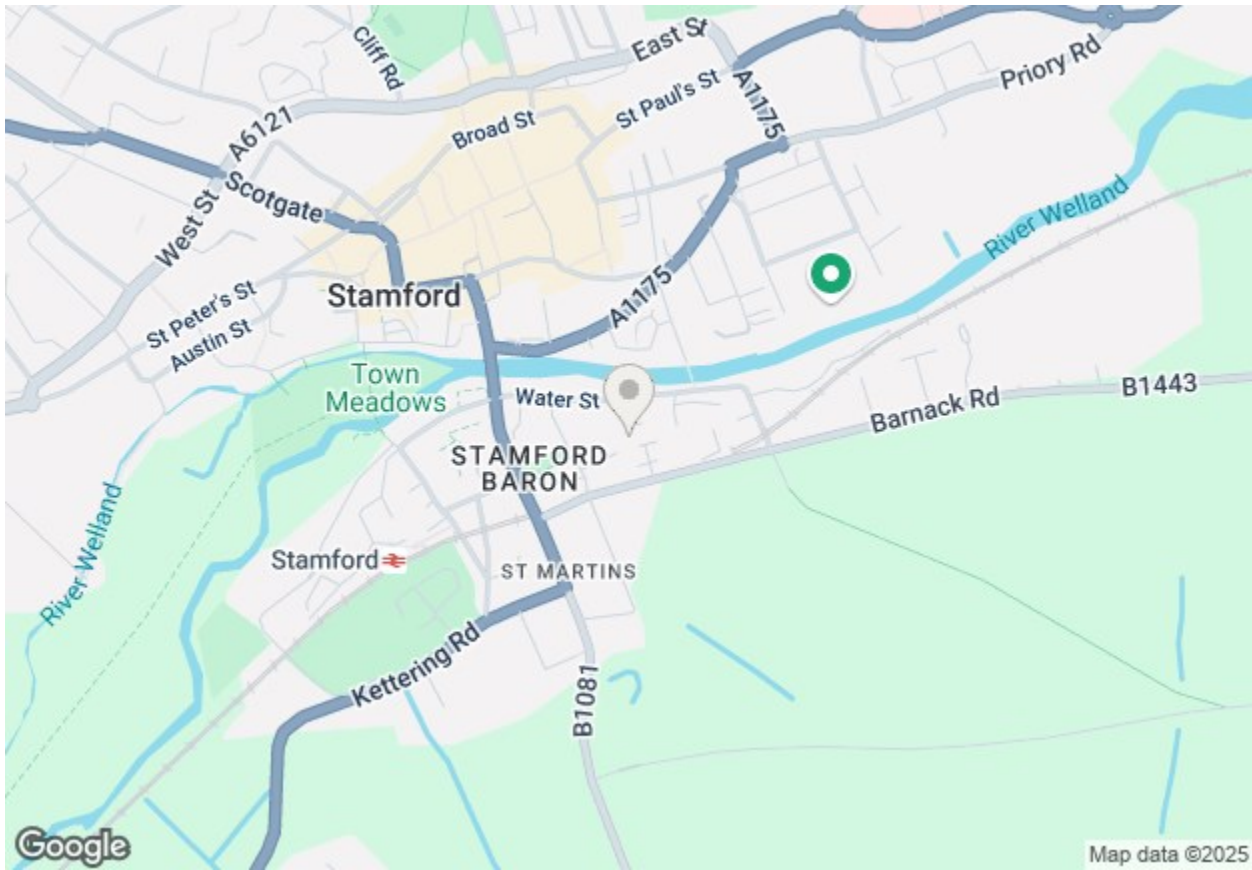 Cliff Rd
East St
A6121
Broad St
St Paul's St
A1175
Priory Rd
Scotgate
West St
River Welland
Stamford
St Peter's St
Austin St
A1175
Town
Meadows
Water St
Barnack Rd
B1443
STAMFORD
BARON
River Welland
Stamford
ST MARTINS
Kettering Rd
B1081
Google
Map data ©2025